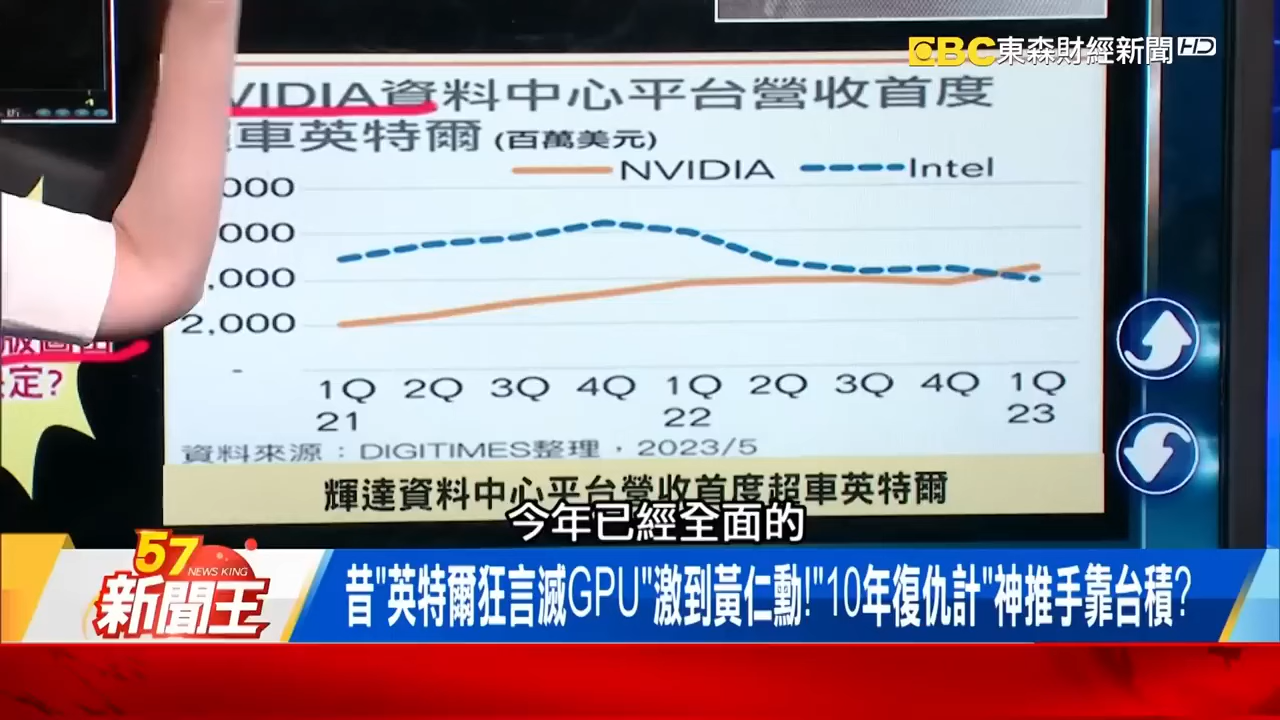 EBC 東森財經新聞 HD
VIDIA資料中心平台營收首度
超車英特爾 (百萬美元)
NVIDIA Intel
000
,000
,000
2,000
-
1Q 2Q 3Q 4Q 1Q 2Q 3Q 4Q 1Q
21 22 23
資料來源：DIGITIMES整理，2023/5
輝達資料中心平台營收首度超車英特爾
定?
今年已經全面的
57
NEWS KING
新聞王
昔"英特爾狂言滅GPU"激到黃仁勳!"10年復仇計"神推手靠台積?